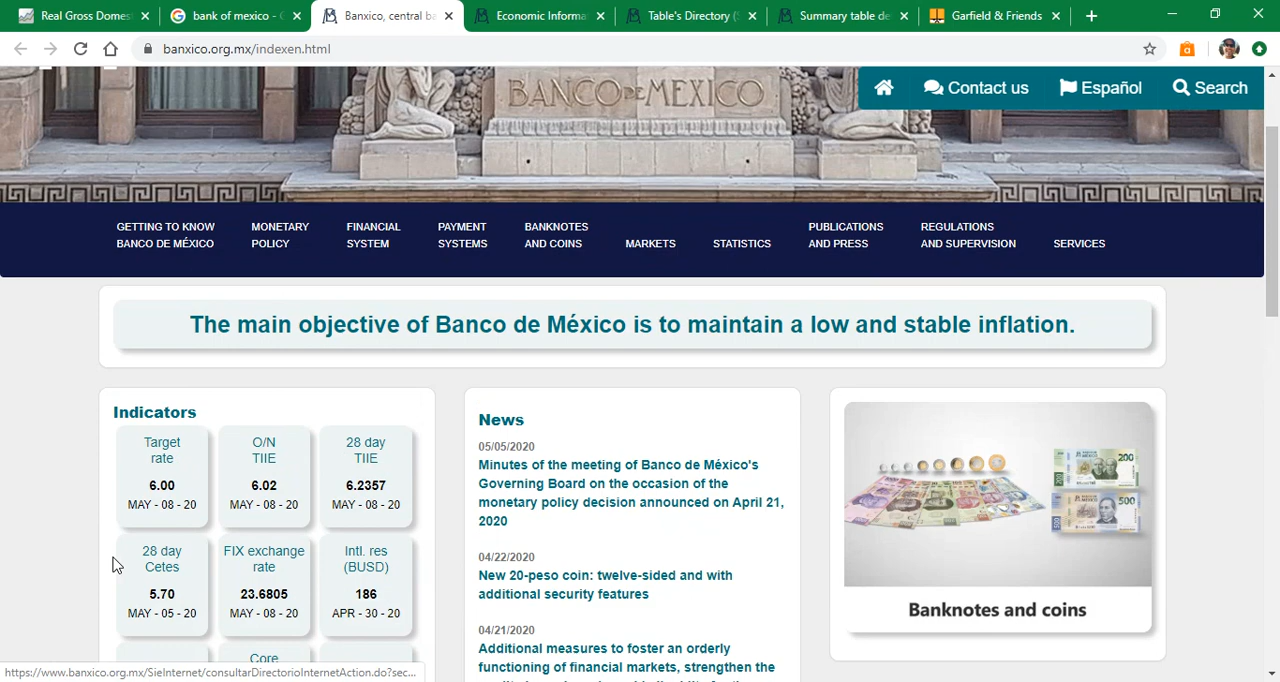 Real Gross Domes
bank of mexico - G
Banxico, central ba
Economic Informa
Table's Directory (
Summary table de
Garfield & Friends
banxico.org.mx/indexen.html
BANCO DE MEXICO
Contact us
Español
Search
GETTING TO KNOW
BANCO DE MÉXICO
MONETARY
POLICY
FINANCIAL
SYSTEM
PAYMENT
SYSTEMS
BANKNOTES
AND COINS
MARKETS
STATISTICS
PUBLICATIONS
AND PRESS
REGULATIONS
AND SUPERVISION
SERVICES
The main objective of Banco de México is to maintain a low and stable inflation.
Indicators
Target
rate
6.00
MAY - 08 - 20
O/N
TIIE
6.02
MAY - 08 - 20
28 day
TIIE
MAY - 08 - 20
28 day
Cetes
5.70
MAY - 05 - 20
FIX exchange
rate
23.6805
MAY - 08 - 20
Intl. res
(BUSD)
186
APR - 30 - 20
Core
News
05/05/2020
Minutes of the meeting of Banco de México's
Governing Board on the occasion of the
monetary policy decision announced on April 21,
2020
04/22/2020
New 20-peso coin: twelve-sided and with
additional security features
04/21/2020
Additional measures to foster an orderly
functioning of financial markets, strengthen the
200
500
Banknotes and coins
https://www.banxico.org.mx/SieInternet/consultarDirectorioInternetAction.do?sec...